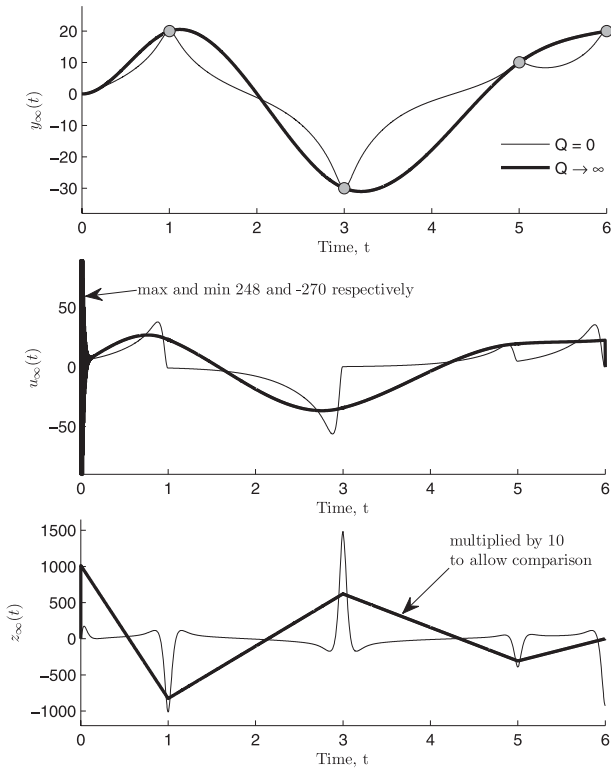 20
10
0
−10
−20
−30
y∞(t)
Q = 0
Q → ∞
0 1 2 3 4 5 6
Time, t
max and min 248 and -270 respectively
50
0
−50
u∞(t)
0 1 2 3 4 5 6
Time, t
1500
1000
500
0
−500
−1000
z∞(t)
multiplied by 10
to allow comparison
0 1 2 3 4 5 6
Time, t